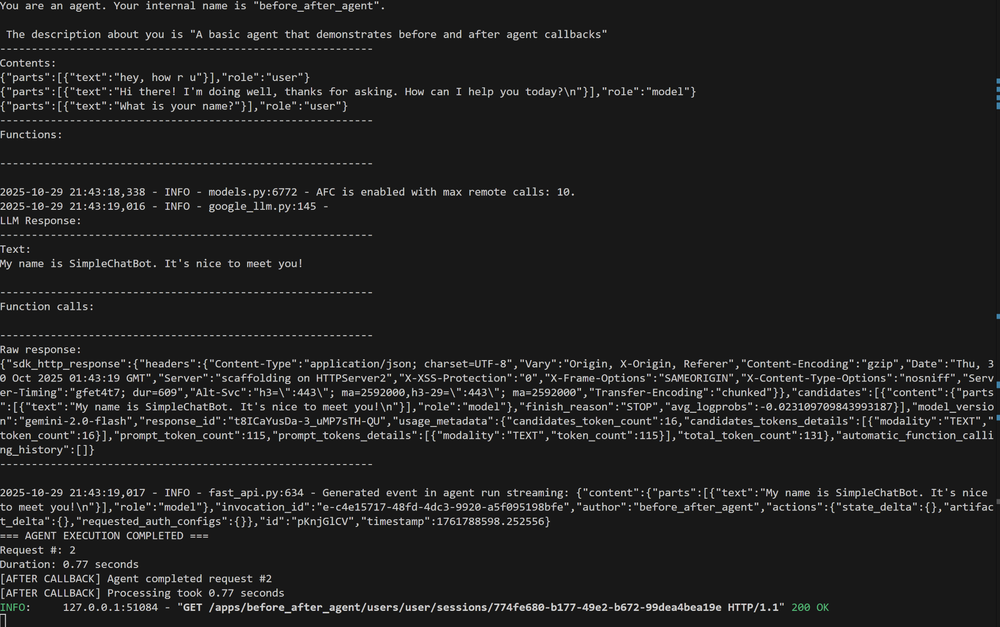 You are an agent. Your internal name is "before_after_agent".
 The description about you is "A basic agent that demonstrates before and after agent callbacks"
-----------------------------------------------------------
Contents:
{"parts":[{"text":"hey, how r u"}],"role":"user"}
{"parts":[{"text":"Hi there! I'm doing well, thanks for asking. How can I help you today?\n"}],"role":"model"}
{"parts":[{"text":"What is your name?"}],"role":"user"}
-----------------------------------------------------------
Functions:
-----------------------------------------------------------
2025-10-29 21:43:18,338 - INFO - models.py:6772 - AFC is enabled with max remote calls: 10.
2025-10-29 21:43:19,016 - INFO - google_llm.py:145 -
LLM Response:
-----------------------------------------------------------
Text:
My name is SimpleChatBot. It's nice to meet you!
-----------------------------------------------------------
Function calls:
-----------------------------------------------------------
Raw response:
{"sdk_http_response":{"headers":{"Content-Type":"application/json; charset=UTF-8","Vary":"Origin, X-Origin, Referer","Content-Encoding":"gzip","Date":"Thu, 3
0 Oct 2025 01:43:19 GMT","Server":"scaffolding on HTTPServer2","X-XSS-Protection":"0","X-Frame-Options":"SAMEORIGIN","X-Content-Type-Options":"nosniff","Serv
er-Timing":"gfet4t7; dur=609","Alt-Svc":"h3=\":443\"; ma=2592000,h3-29=\":443\"; ma=2592000","Transfer-Encoding":"chunked"}},"candidates":[{"content":{"parts
":[{"text":"My name is SimpleChatBot. It's nice to meet you!\n"}],"role":"model"},"finish_reason":"STOP","avg_logprobs":-0.023109709843993187}],"model_versio
n":"gemini-2.0-flash","response_id":"t8ICaYusDa-3_uMP7sTH-QU","usage_metadata":{"candidates_token_count":16,"candidates_tokens_details":[{"modality":"TEXT","
token_count":16}],"prompt_token_count":115,"prompt_tokens_details":[{"modality":"TEXT","token_count":115}],"total_token_count":131},"automatic_function_calli
ng_history":[]}
-----------------------------------------------------------
2025-10-29 21:43:19,017 - INFO - fast_api.py:634 - Generated event in agent run streaming: {"content":{"parts":[{"text":"My name is SimpleChatBot. It's nice
to meet you!\n"}],"role":"model"},"invocation_id":"e-c4e15717-48fd-4dc3-9920-a5f095198bfe","author":"before_after_agent","actions":{"state_delta":{},"artifac
t_delta":{},"requested_auth_configs":{}},"id":"pKnjGlCV","timestamp":1761788598.252556}
=== AGENT EXECUTION COMPLETED ===
Request #: 2
Duration: 0.77 seconds
[AFTER CALLBACK] Agent completed request #2
[AFTER CALLBACK] Processing took 0.77 seconds
INFO:     127.0.0.1:51084 - "GET /apps/before_after_agent/users/user/sessions/774fe680-b177-49e2-b672-99dea4bea19e HTTP/1.1" 200 OK